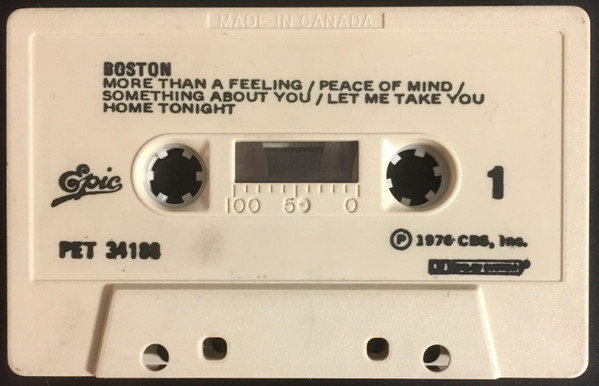 MADE IN CANADA
BOSTON
MORE THAN A FEELING / PEACE OF MIND /
SOMETHING ABOUT YOU / LET ME TAKE YOU
HOME TONIGHT
Epic
1
100 50 0
PET 34188
Ⓟ 1976 CBS, Inc.